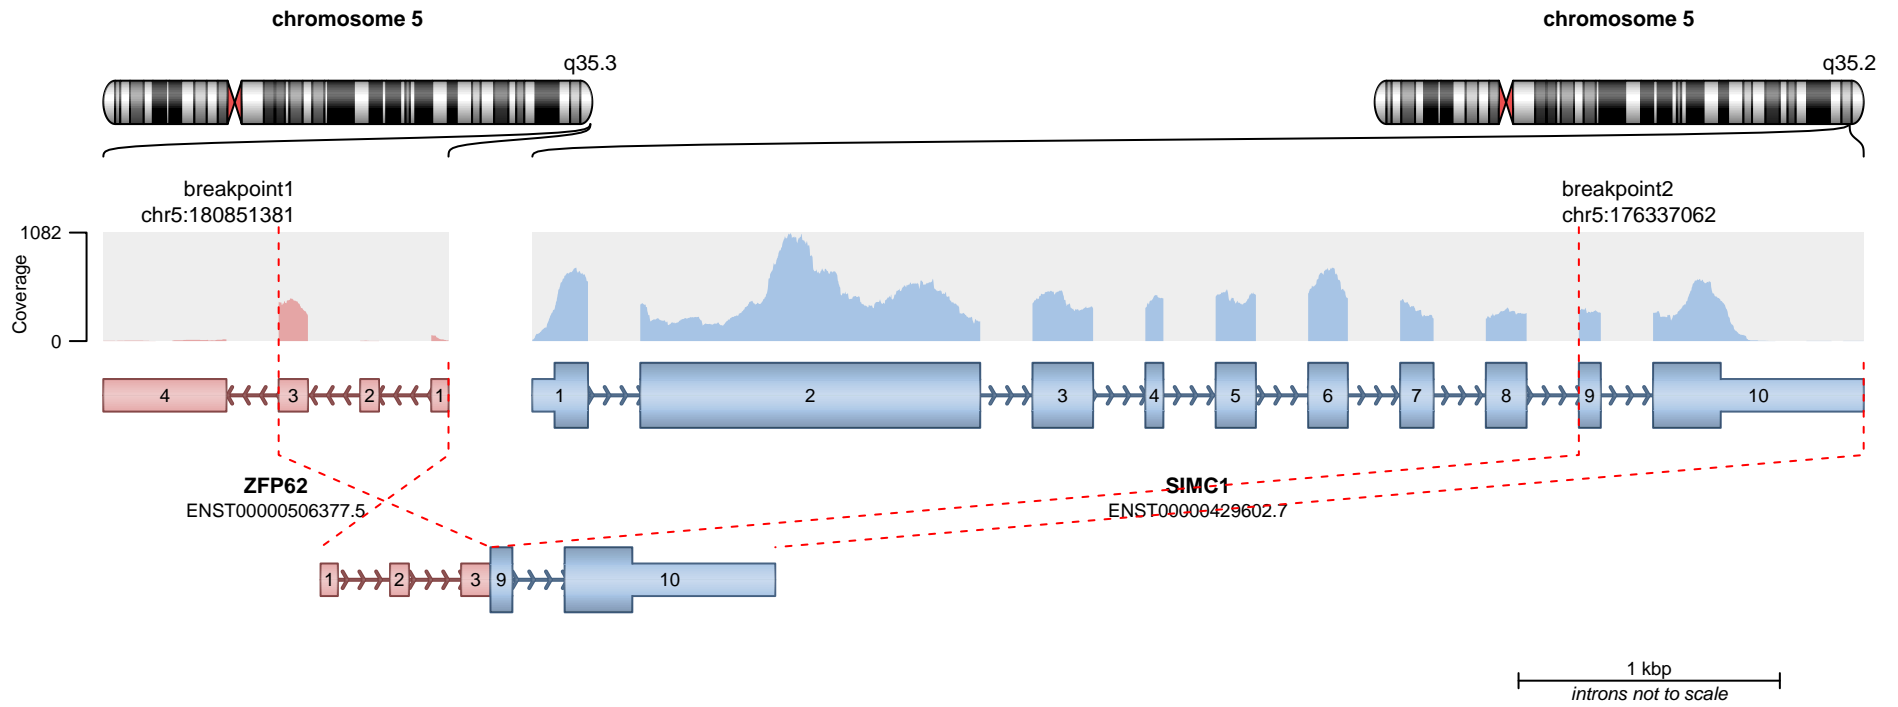 chromosome 5
chromosome 5
q35.3
q35.2
breakpoint1
chr5:180851381
breakpoint2
chr5:176337062
1082
Coverage
0
4 3 2 1
1 2 3 4 5 6 7 8 9 10
ZFP62
ENST00000506377.5
SIMC1
ENST00000429602.7
1 2 3 9 10
1 kbp
introns not to scale